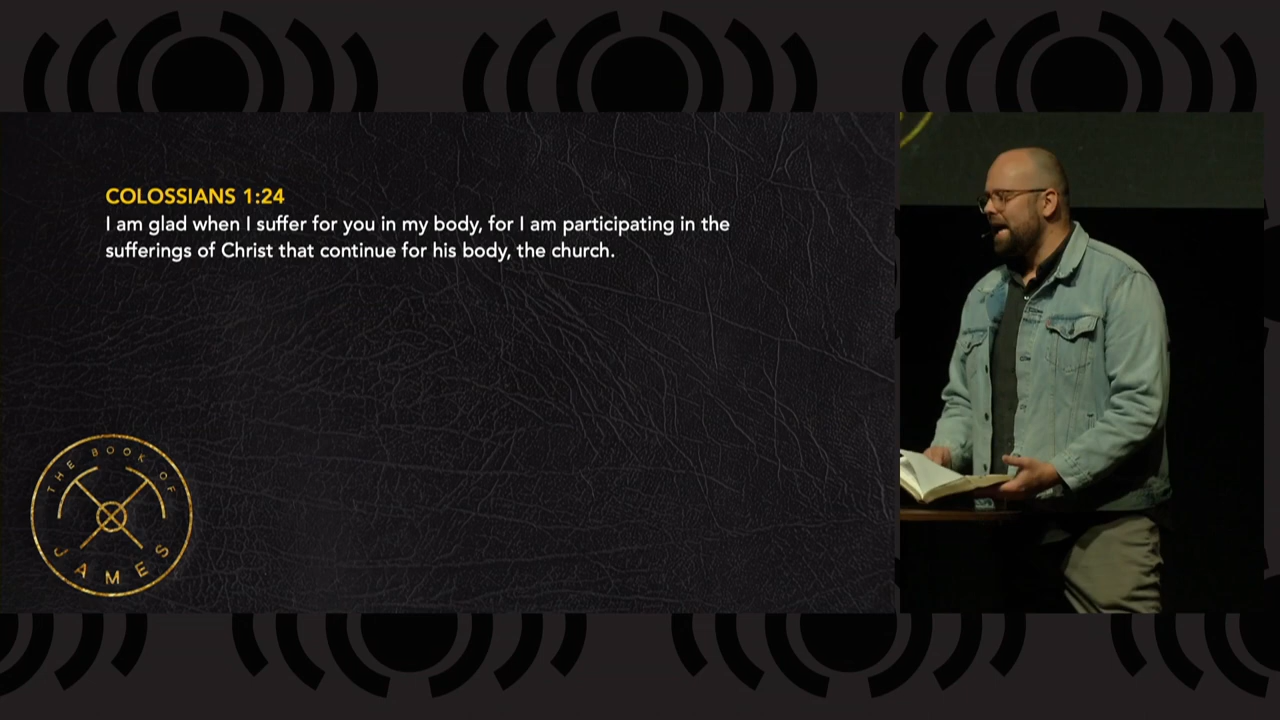 COLOSSIANS 1:24
I am glad when I suffer for you in my body, for I am participating in the
sufferings of Christ that continue for his body, the church.
THE BOOK OF
JAMES